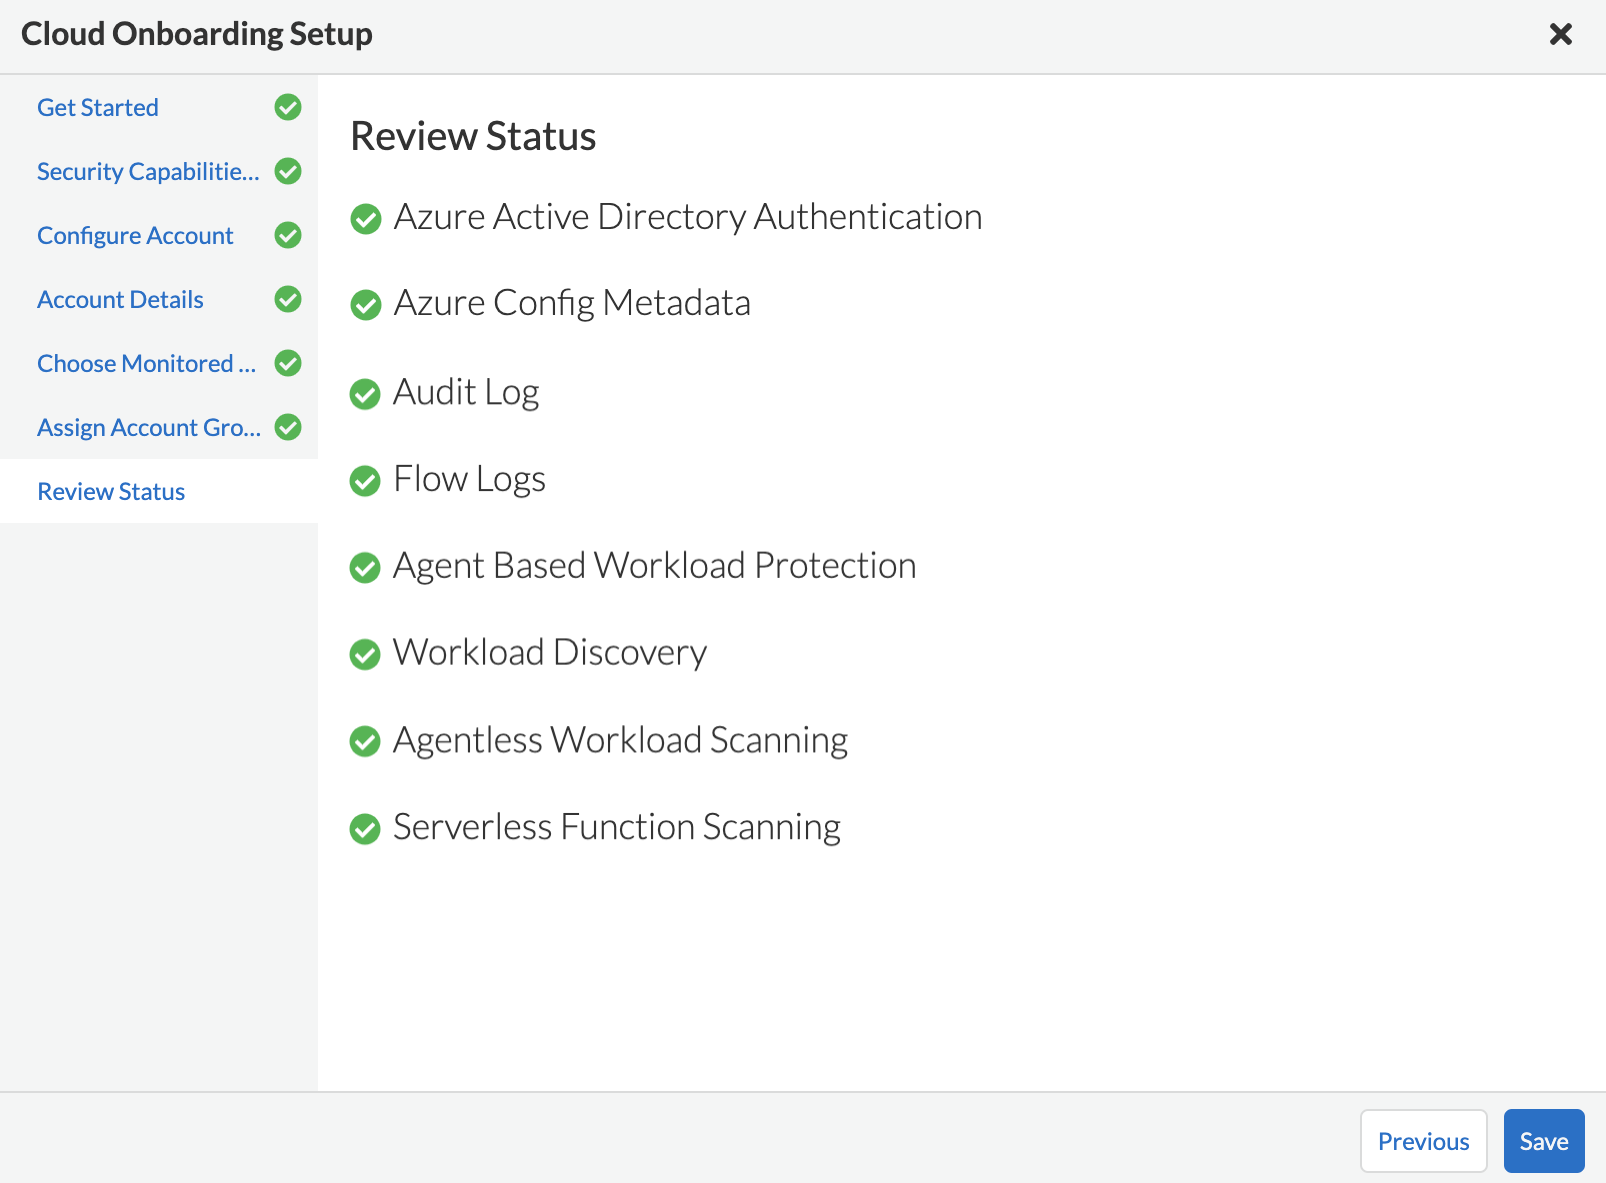 Cloud Onboarding Setup
Get Started
Security Capabilitie...
Configure Account
Account Details
Choose Monitored ...
Assign Account Gro...
Review Status
Review Status
Azure Active Directory Authentication
Azure Config Metadata
Audit Log
Flow Logs
Agent Based Workload Protection
Workload Discovery
Agentless Workload Scanning
Serverless Function Scanning
Previous
Save